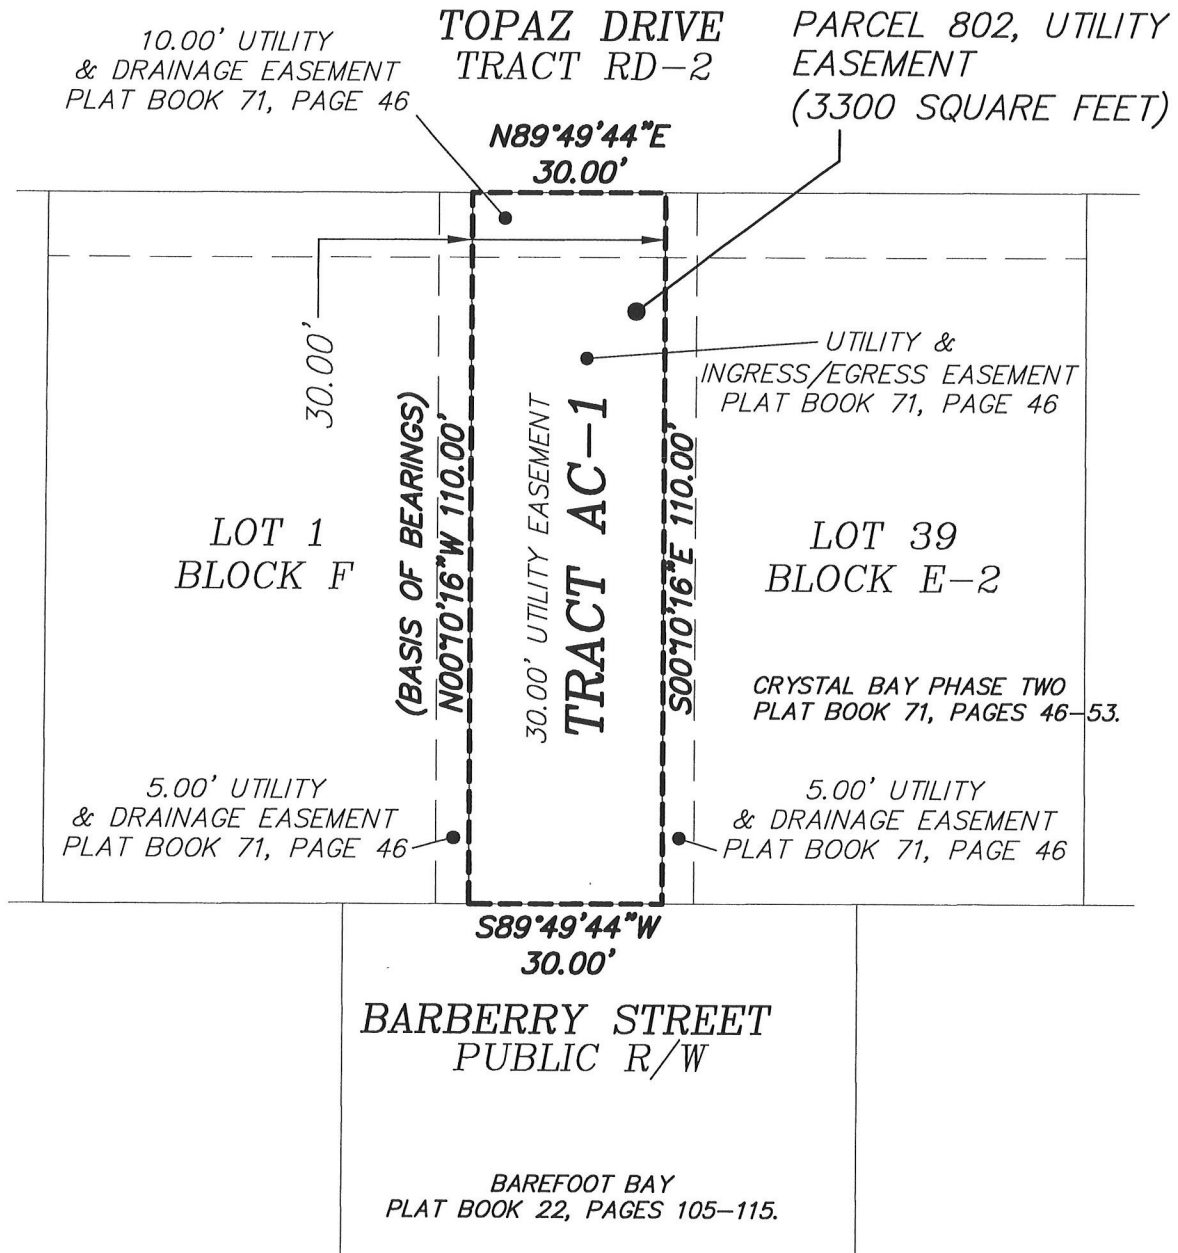 TOPAZ DRIVE
TRACT RD-2
10.00' UTILITY
& DRAINAGE EASEMENT
PLAT BOOK 71, PAGE 46
PARCEL 802, UTILITY
EASEMENT
(3300 SQUARE FEET)
N89°49'44"E
30.00'
30.00'
UTILITY &
INGRESS/EGRESS EASEMENT
PLAT BOOK 71, PAGE 46
(BASIS OF BEARINGS)
N00°10'16"W 110.00'
30.00' UTILITY EASEMENT
TRACT AC-1
S00°10'16"E 110.00'
LOT 1
BLOCK F
LOT 39
BLOCK E-2
CRYSTAL BAY PHASE TWO
PLAT BOOK 71, PAGES 46-53.
5.00' UTILITY
& DRAINAGE EASEMENT
PLAT BOOK 71, PAGE 46
5.00' UTILITY
& DRAINAGE EASEMENT
PLAT BOOK 71, PAGE 46
S89°49'44"W
30.00'
BARBERRY STREET
PUBLIC R/W
BAREFOOT BAY
PLAT BOOK 22, PAGES 105-115.